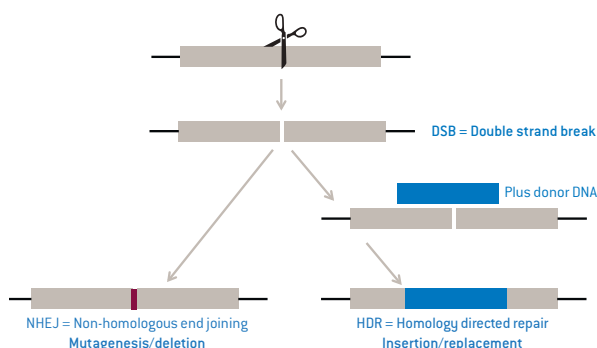 DSB = Double strand break
Plus donor DNA
NHEJ = Non-homologous end joining
Mutagenesis/deletion
HDR = Homology directed repair
Insertion/replacement